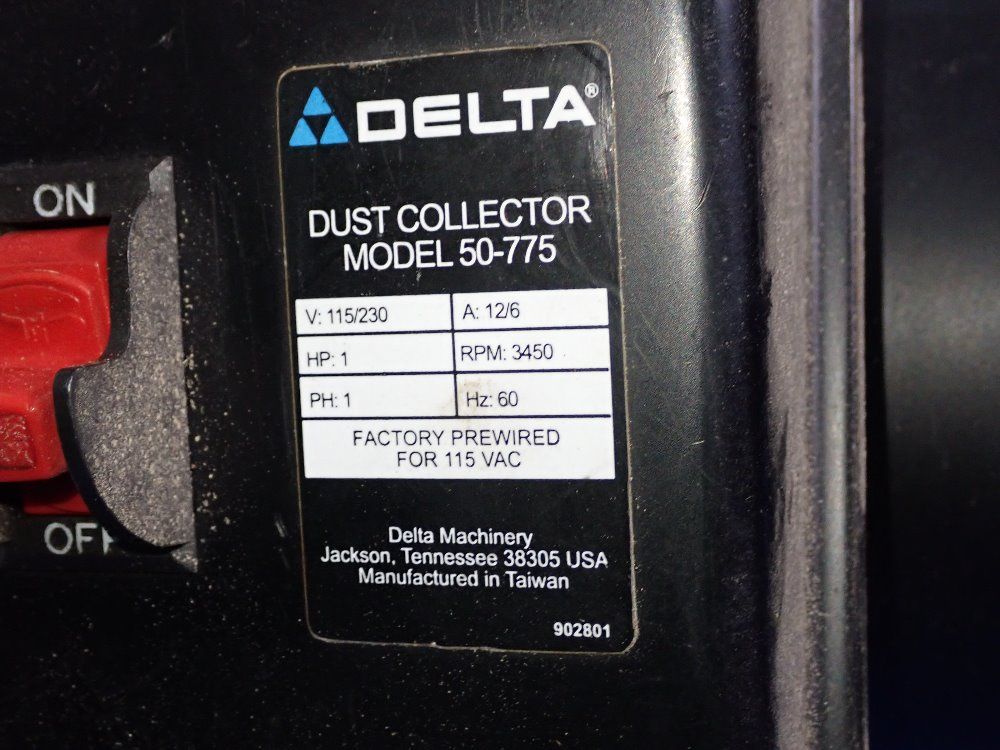 ON
OFF
DELTA®
DUST COLLECTOR
MODEL 50-775
V: 115/230 A: 12/6
HP: 1 RPM: 3450
PH: 1 Hz: 60
FACTORY PREWIRED
FOR 115 VAC
Delta Machinery
Jackson, Tennessee 38305 USA
Manufactured in Taiwan
902801